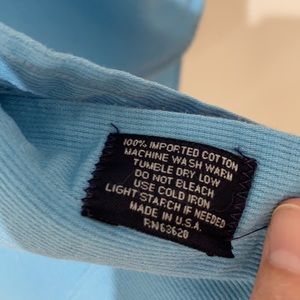 100% IMPORTED COTTON
MACHINE WASH WARM
TUMBLE DRY LOW
DO NOT BLEACH
USE COLD IRON
LIGHT STARCH IF NEEDED
MADE IN U.S.A.
RN63620